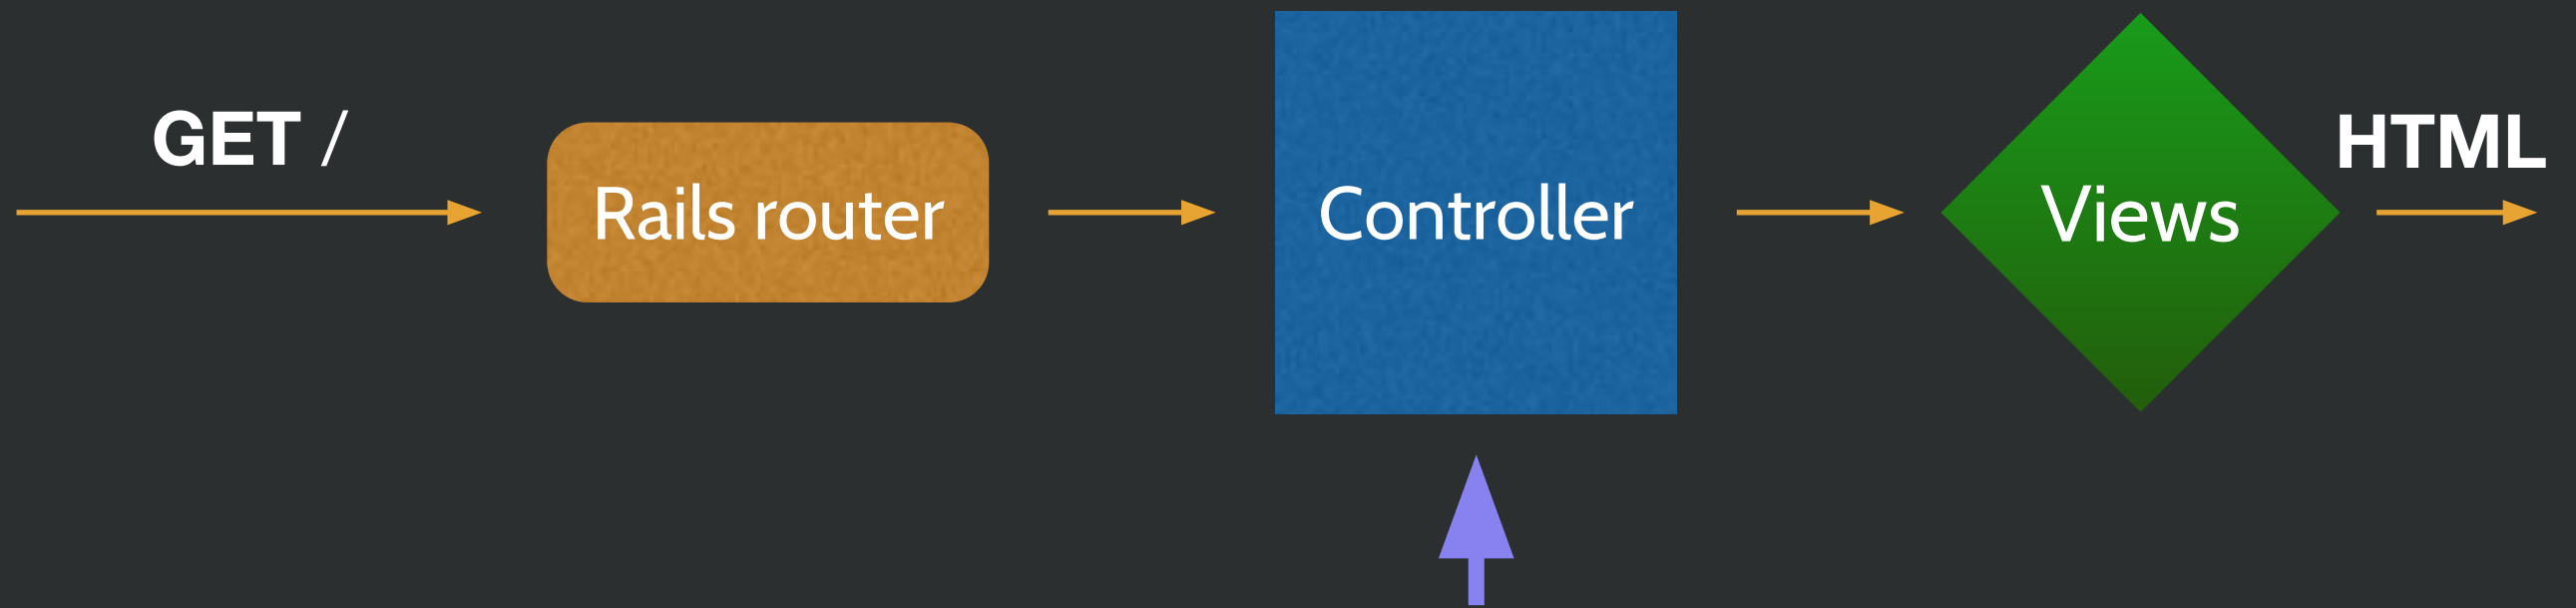 GET /
Rails router
Controller
Views
HTML